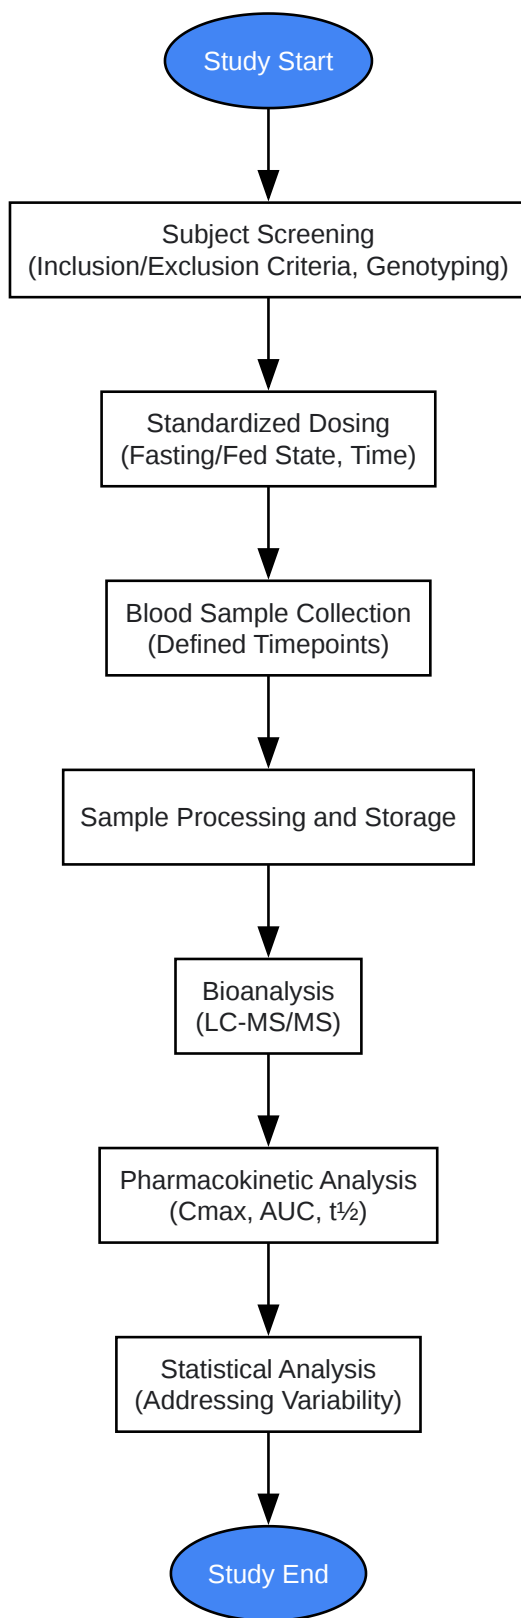 Study Start
Subject Screening
(Inclusion/Exclusion Criteria, Genotyping)
Standardized Dosing
(Fasting/Fed State, Time)
Blood Sample Collection
(Defined Timepoints)
Sample Processing and Storage
Bioanalysis
(LC-MS/MS)
Pharmacokinetic Analysis
(Cmax, AUC, t½)
Statistical Analysis
(Addressing Variability)
Study End